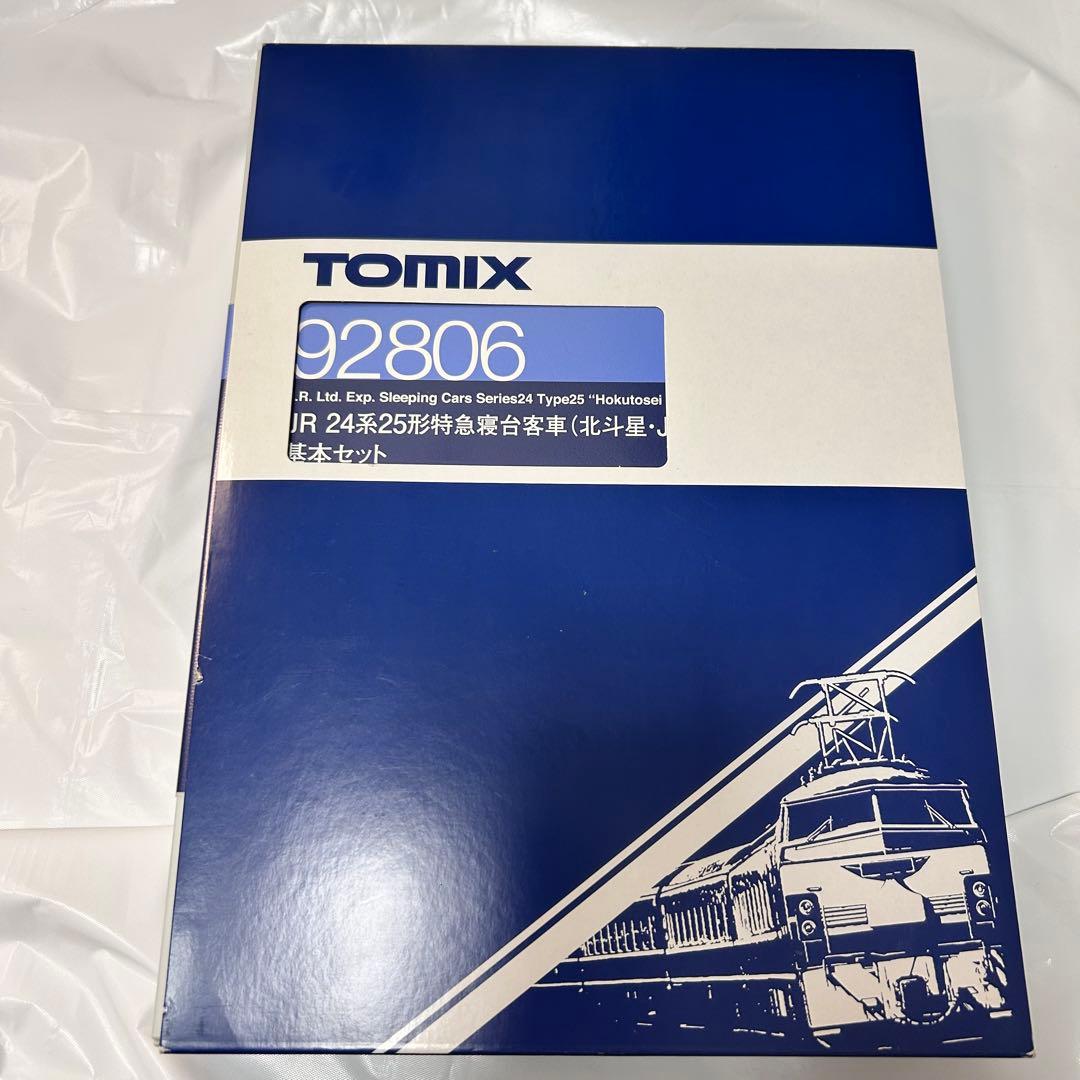 TOMIX
92806
.R. Ltd. Exp. Sleeping Cars Series24 Type25 “Hokutosei
JR 24系25形特急寝台客車(北斗星・J
基本セット